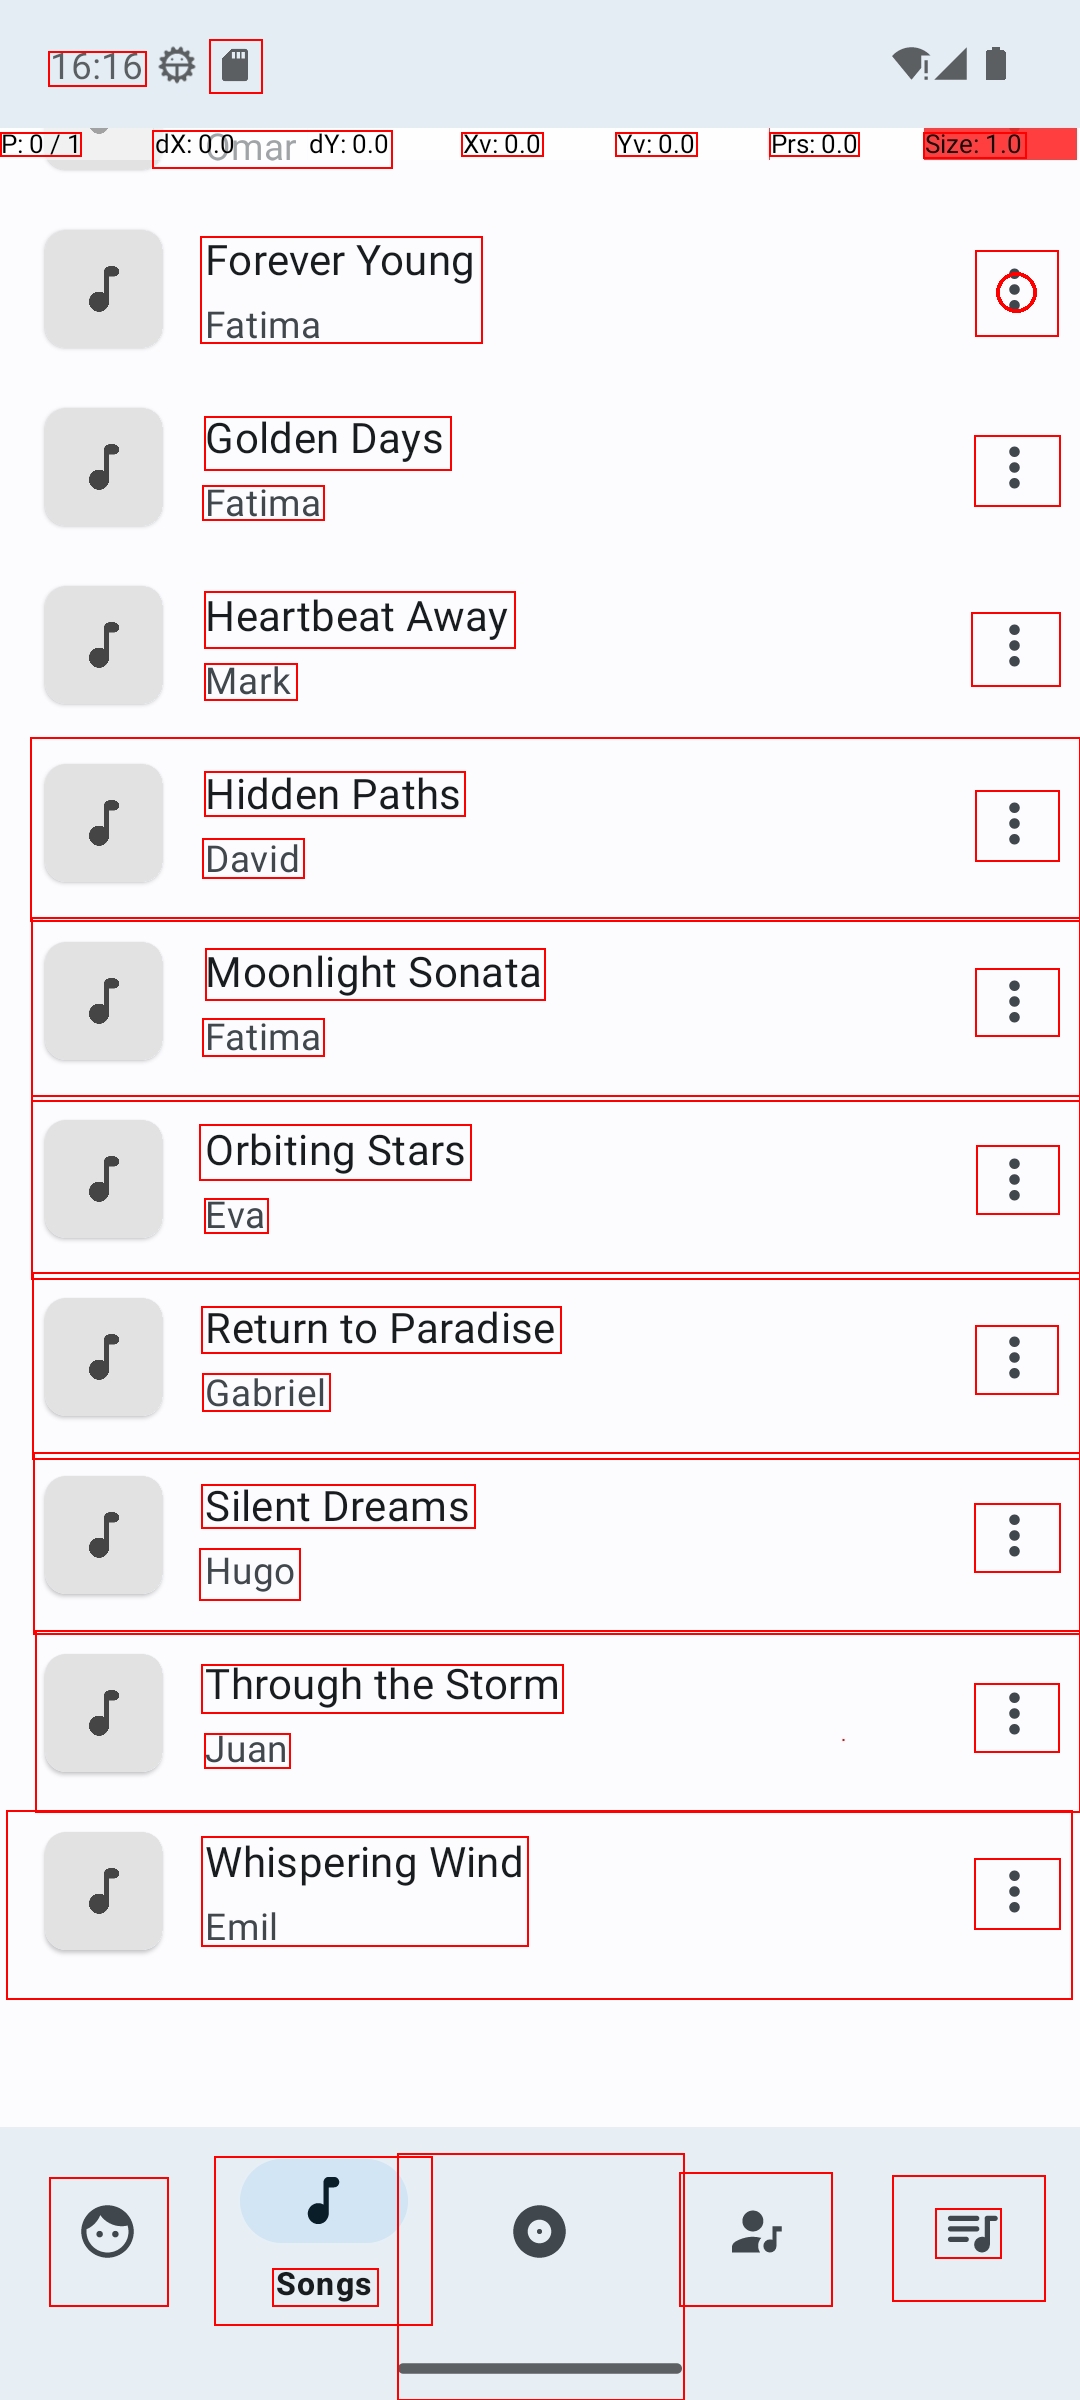 16:16
P: 0 / 1 dX: 0.0 dY: 0.0 Xv: 0.0 Yv: 0.0 Prs: 0.0 Size: 1.0
Omar
Forever Young
Fatima
Golden Days
Fatima
Heartbeat Away
Mark
Hidden Paths
David
Moonlight Sonata
Fatima
Orbiting Stars
Eva
Return to Paradise
Gabriel
Silent Dreams
Hugo
Through the Storm
Juan
Whispering Wind
Emil
Songs